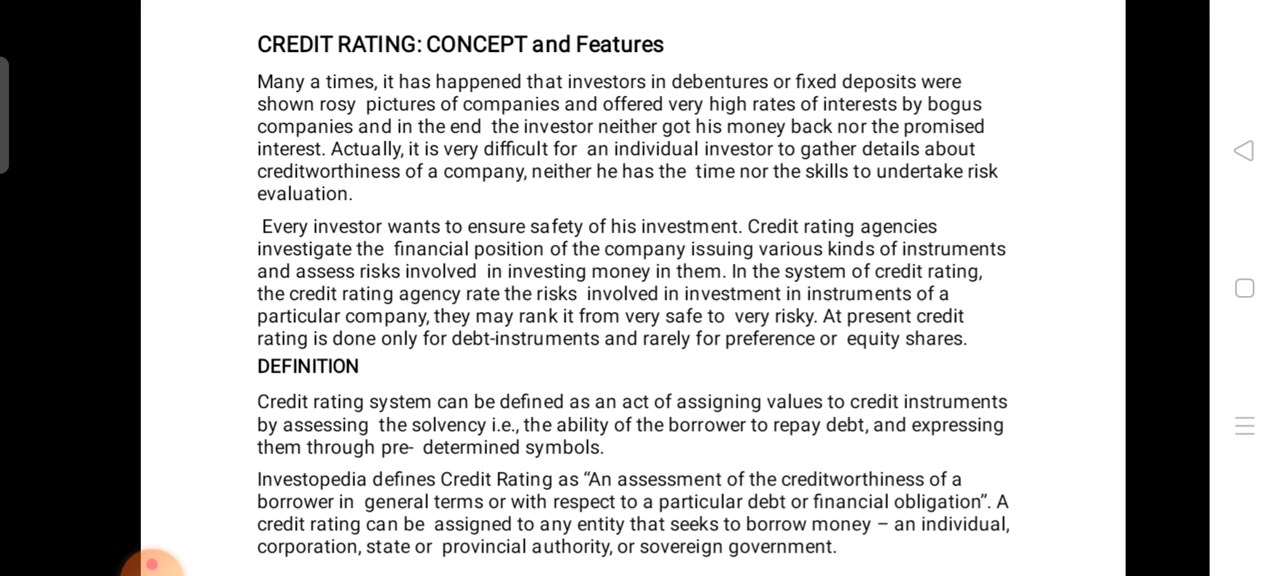 CREDIT RATING: CONCEPT and Features
Many a times, it has happened that investors in debentures or fixed deposits were
shown rosy pictures of companies and offered very high rates of interests by bogus
companies and in the end the investor neither got his money back nor the promised
interest. Actually, it is very difficult for an individual investor to gather details about
creditworthiness of a company, neither he has the time nor the skills to undertake risk
evaluation.
Every investor wants to ensure safety of his investment. Credit rating agencies
investigate the financial position of the company issuing various kinds of instruments
and assess risks involved in investing money in them. In the system of credit rating,
the credit rating agency rate the risks involved in investment in instruments of a
particular company, they may rank it from very safe to very risky. At present credit
rating is done only for debt-instruments and rarely for preference or equity shares.
DEFINITION
Credit rating system can be defined as an act of assigning values to credit instruments
by assessing the solvency i.e., the ability of the borrower to repay debt, and expressing
them through pre- determined symbols.
Investopedia defines Credit Rating as “An assessment of the creditworthiness of a
borrower in general terms or with respect to a particular debt or financial obligation”. A
credit rating can be assigned to any entity that seeks to borrow money – an individual,
corporation, state or provincial authority, or sovereign government.